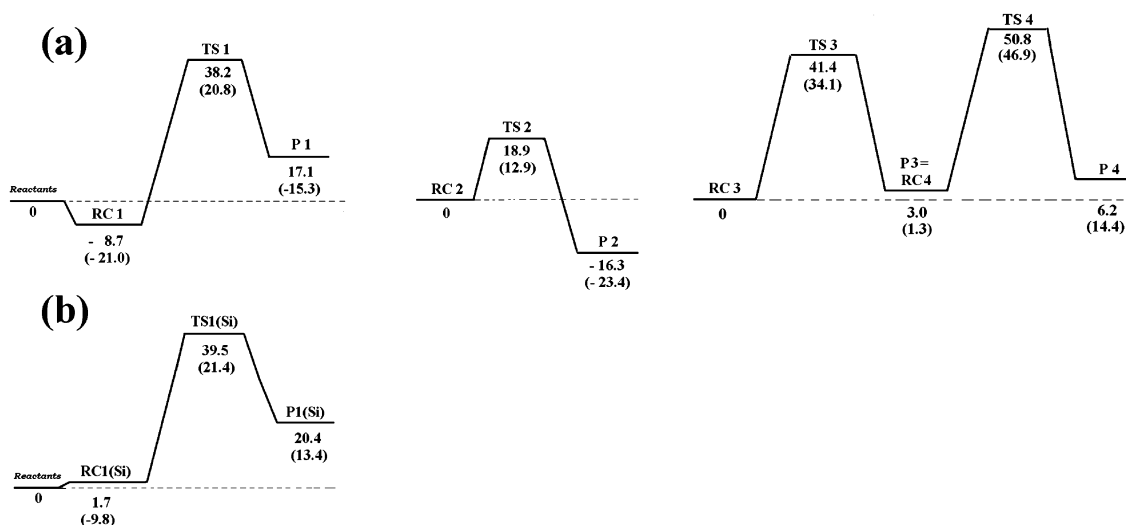 (a)
TS 1
38.2
(20.8)
P 1
17.1
(-15.3)
Reactants
0
RC 1
- 8.7
(- 21.0)
TS 2
18.9
(12.9)
RC 2
0
P 2
- 16.3
(- 23.4)
TS 3
41.4
(34.1)
RC 3
0
P3 =
RC 4
3.0
(1.3)
TS 4
50.8
(46.9)
P 4
6.2
(14.4)
(b)
TS1(Si)
39.5
(21.4)
P1(Si)
20.4
(13.4)
Reactants
0
RC1(Si)
1.7
(-9.8)